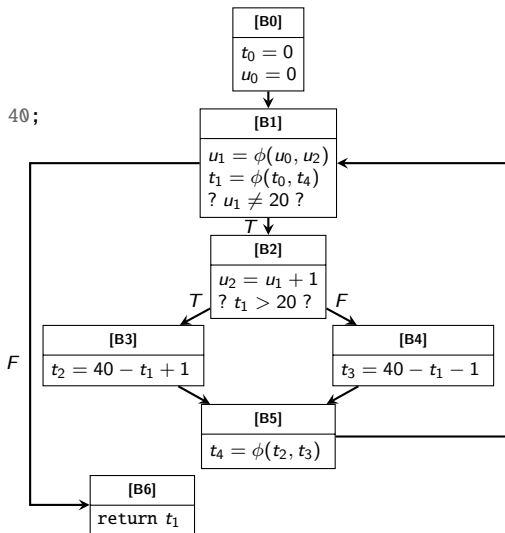 [B0]
t₀ = 0
u₀ = 0
40;
[B1]
u₁ = ϕ(u₀, u₂)
t₁ = ϕ(t₀, t₄)
? u₁ ≠ 20 ?
T
[B2]
u₂ = u₁ + 1
? t₁ > 20 ?
T
F
[B3]
t₂ = 40 − t₁ + 1
[B4]
t₃ = 40 − t₁ − 1
F
[B5]
t₄ = ϕ(t₂, t₃)
[B6]
return t₁